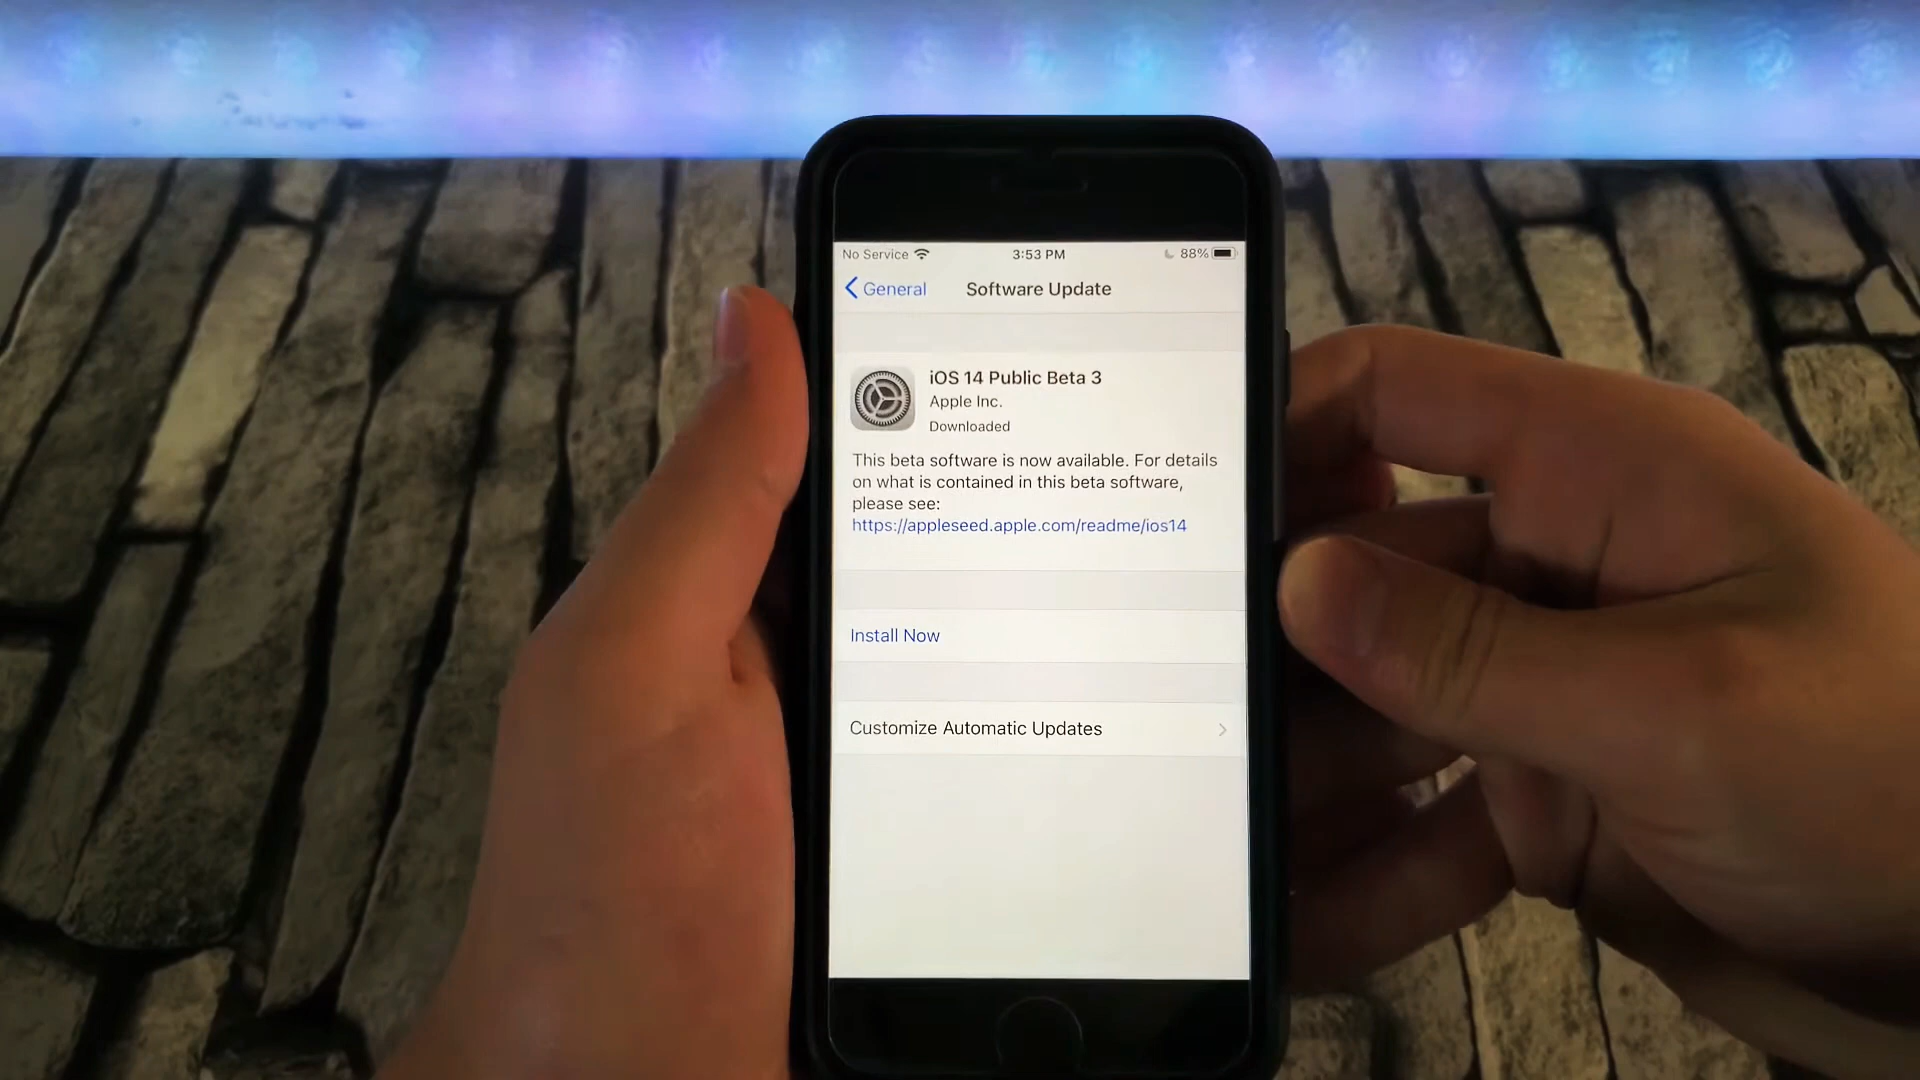 No Service 3:53 PM 88%
General Software Update
iOS 14 Public Beta 3
Apple Inc.
Downloaded
This beta software is now available. For details
on what is contained in this beta software,
please see:
https://appleseed.apple.com/readme/ios14
Install Now
Customize Automatic Updates